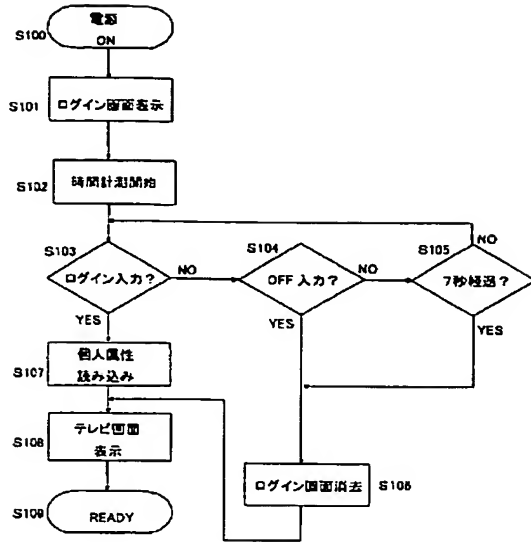 電源
ON
S100
ログイン画面表示
S101
時間計測開始
S102
S103
ログイン入力？
NO
YES
S104
OFF 入力？
NO
YES
S105
7秒経過？
NO
YES
個人属性
読み込み
S107
テレビ画面
表示
S108
ログイン画面消去
S106
READY
S109